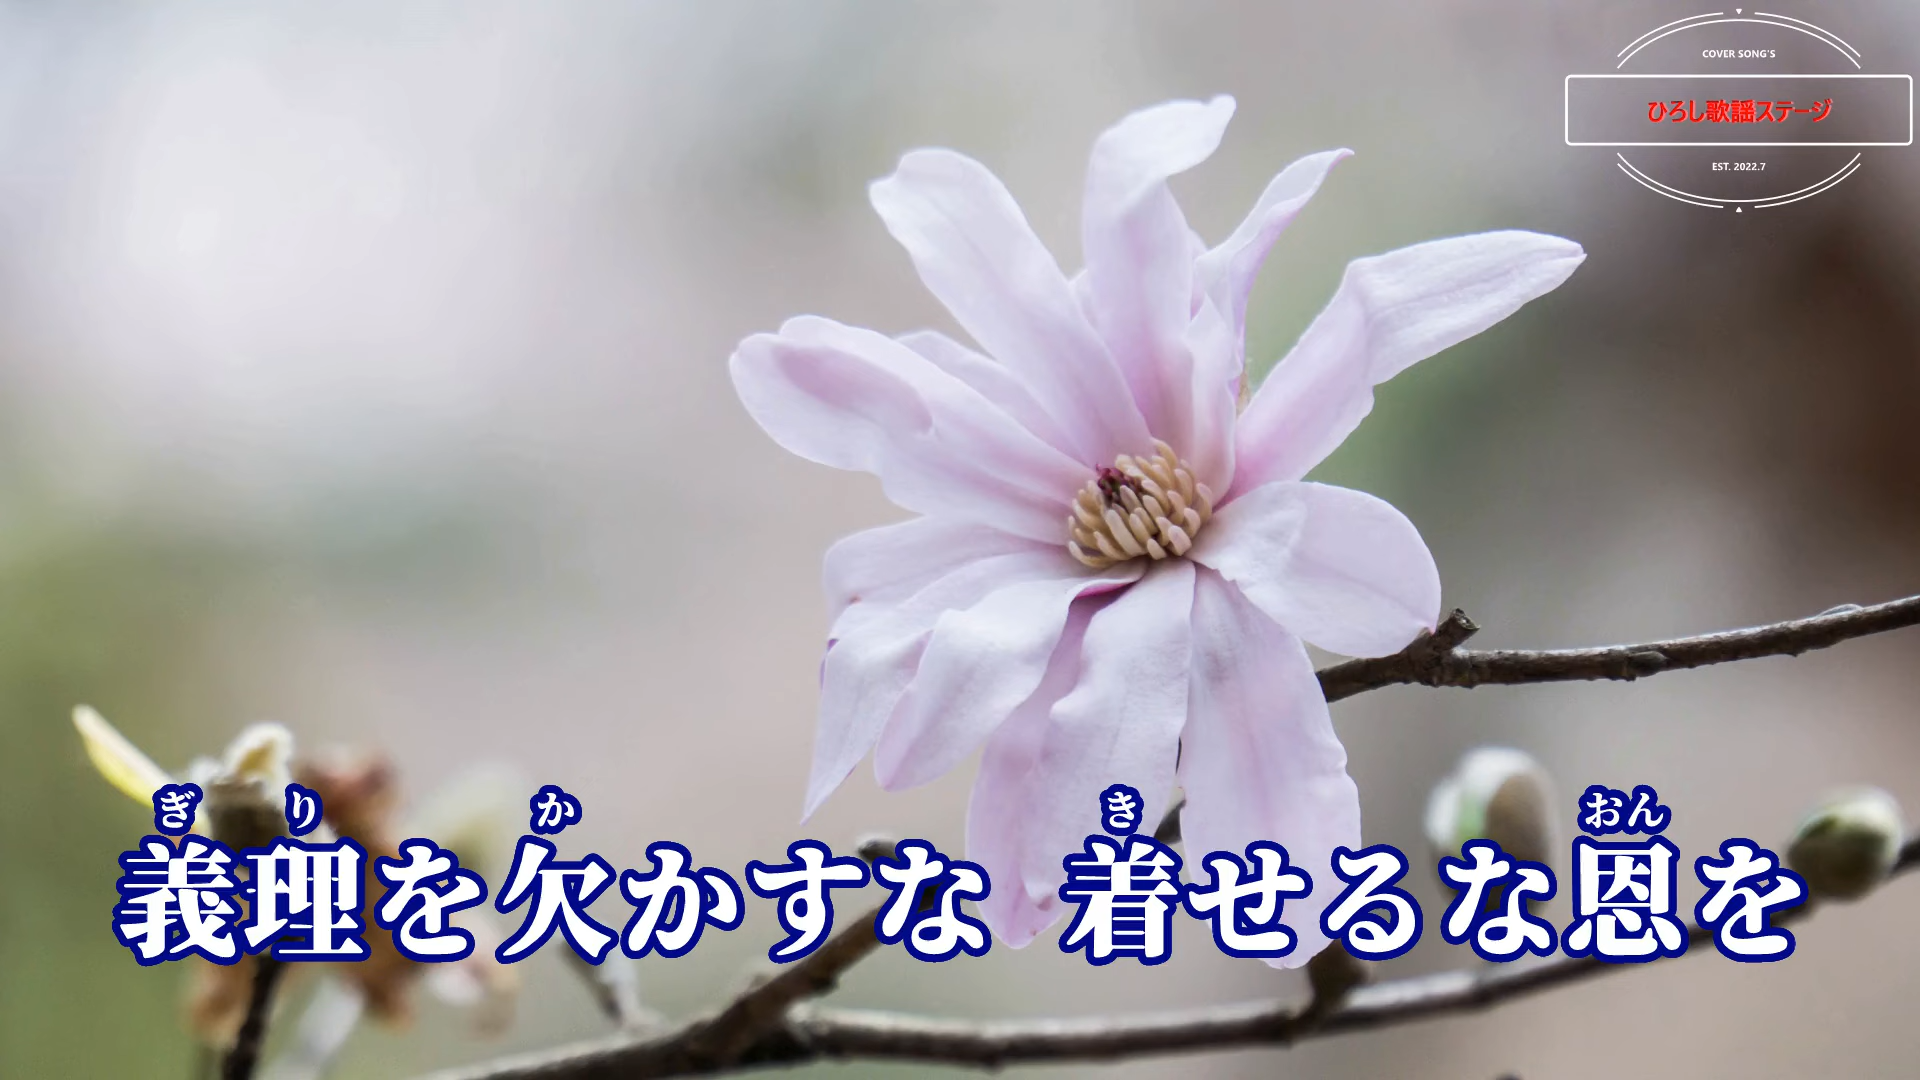 COVER SONG'S
ひろし歌謡ステージ
EST. 2022.7
ぎ り か き おん
義理を欠かすな 着せるな恩を